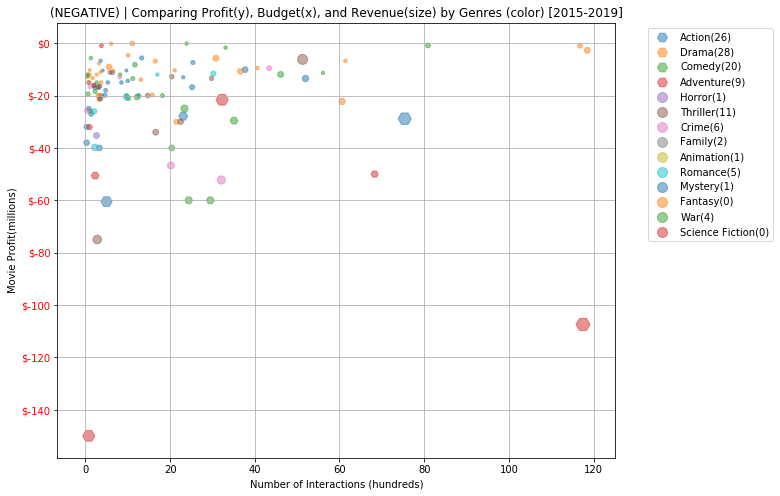 (NEGATIVE) | Comparing Profit(y), Budget(x), and Revenue(size) by Genres (color) [2015-2019]
$0
$-20
$-40
$-60
$-80
$-100
$-120
$-140
Movie Profit(millions)
0
20
40
60
80
100
120
Number of Interactions (hundreds)
Action(26)
Drama(28)
Comedy(20)
Adventure(9)
Horror(1)
Thriller(11)
Crime(6)
Family(2)
Animation(1)
Romance(5)
Mystery(1)
Fantasy(0)
War(4)
Science Fiction(0)